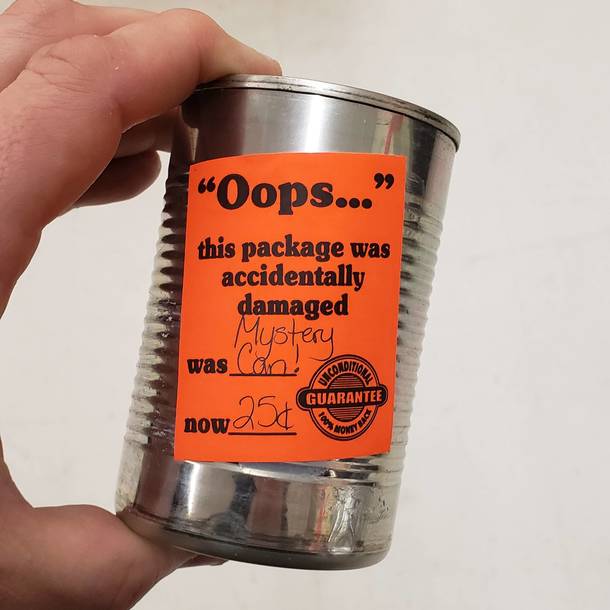 “Oops...”
this package was
accidentally
damaged
Mystery
was Can!
now 25¢
UNCONDITIONAL
GUARANTEE
100% MONEY BACK